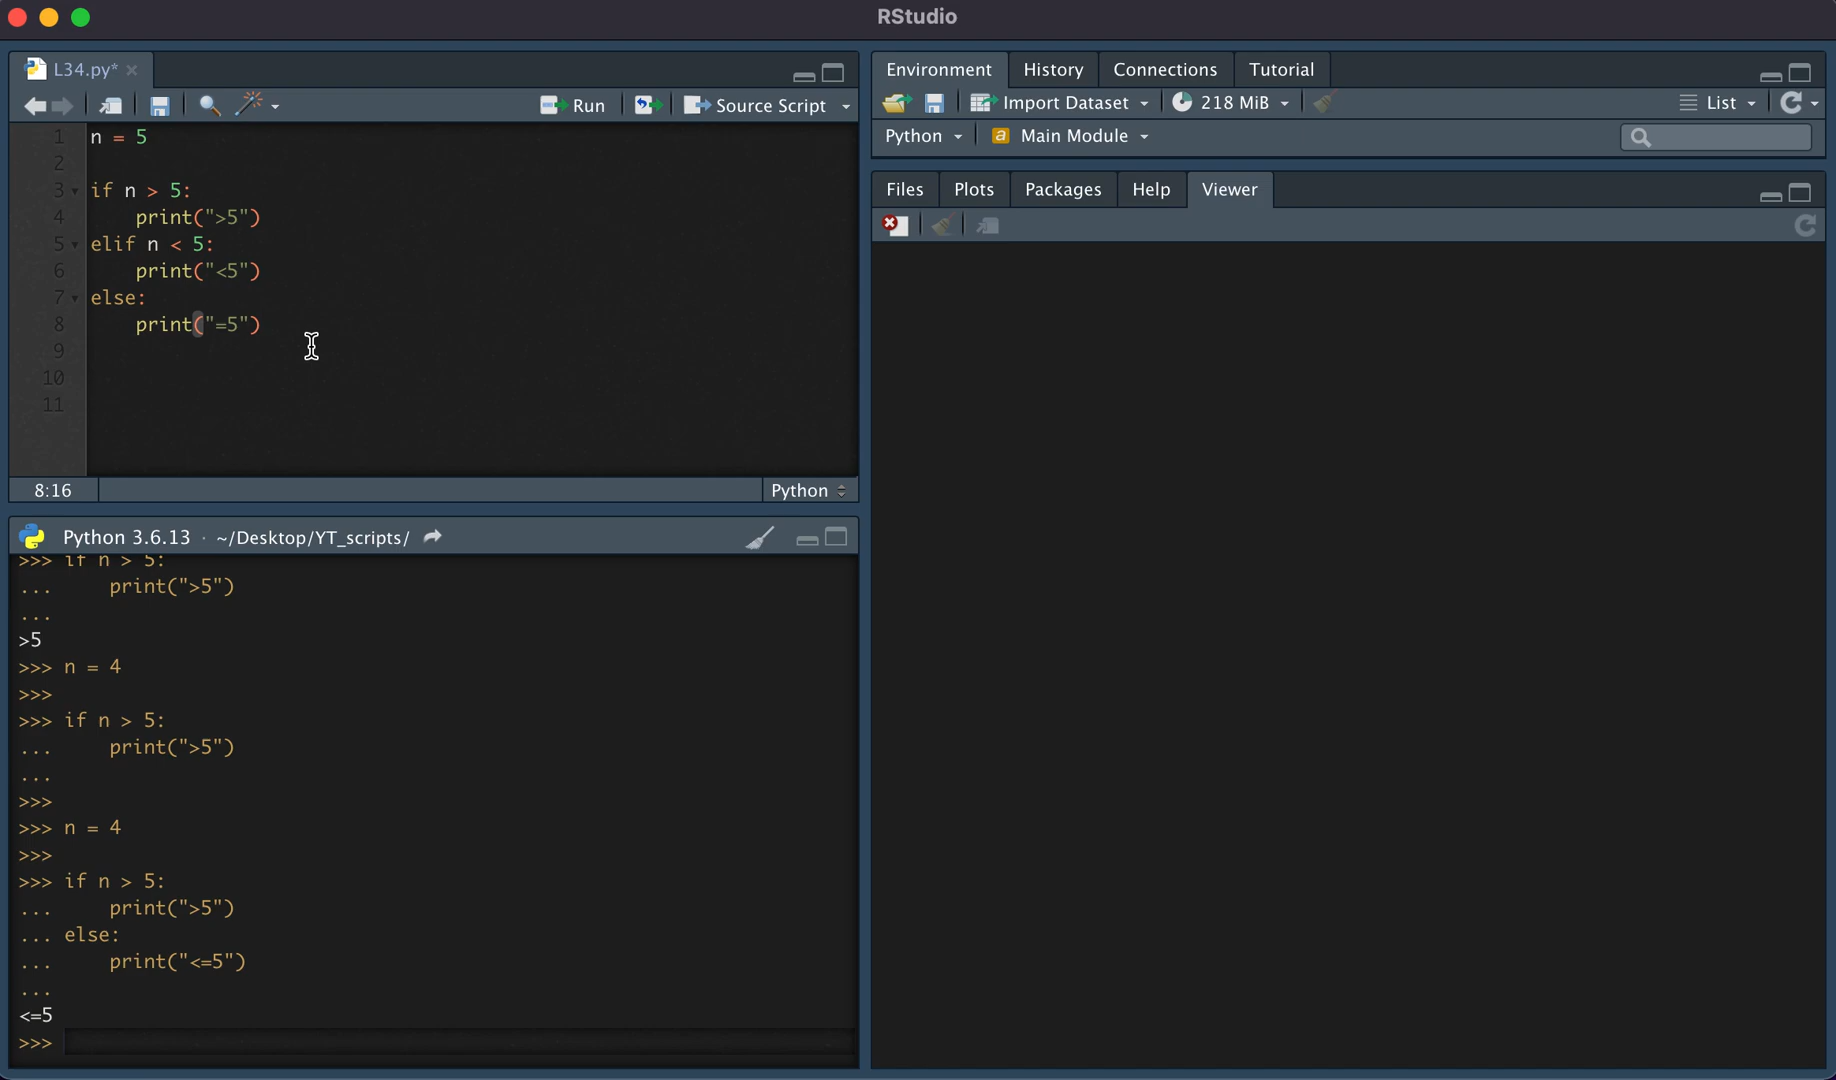 RStudio
L34.py*
Run
Source Script
1 n = 5
2
3 if n > 5:
4     print(">5")
5 elif n < 5:
6     print("<5")
7 else:
8     print("=5")
9
10
11
8:16
Python
Python 3.6.13 · ~/Desktop/YT_scripts/
>>> if n > 5:
...     print(">5")
...
>5
>>> n = 4
>>>
>>> if n > 5:
...     print(">5")
...
>>>
>>> n = 4
>>>
>>> if n > 5:
...     print(">5")
... else:
...     print("<=5")
...
<=5
>>>
Environment History Connections Tutorial
Import Dataset 218 MiB List
Python a Main Module
Files Plots Packages Help Viewer